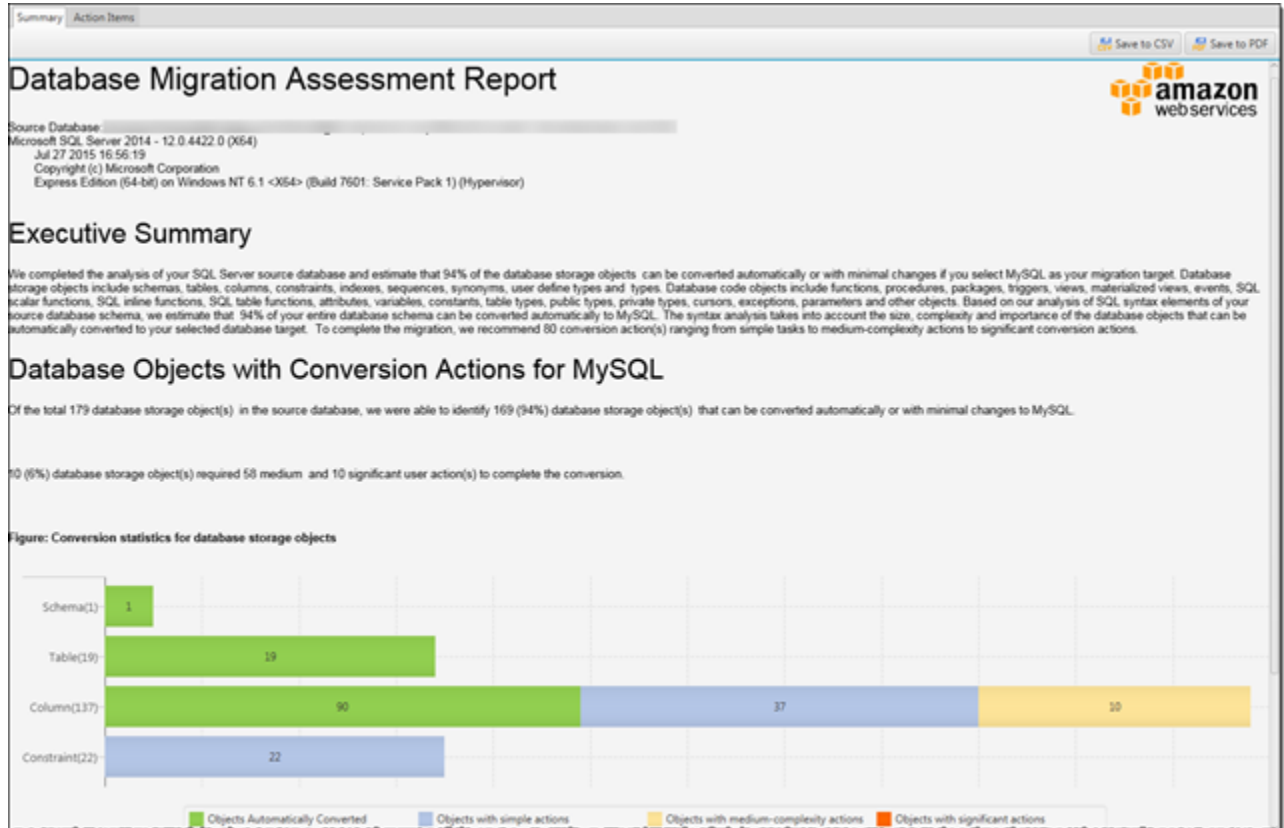 Summary Action Items
Save to CSV Save to PDF
Database Migration Assessment Report
amazon
webservices
Source Database:
Microsoft SQL Server 2014 - 12.0.4422.0 (X64)
Jul 27 2015 16:56:19
Copyright (c) Microsoft Corporation
Express Edition (64-bit) on Windows NT 6.1 <X64> (Build 7601: Service Pack 1) (Hypervisor)
Executive Summary
We completed the analysis of your SQL Server source database and estimate that 94% of the database storage objects can be converted automatically or with minimal changes if you select MySQL as your migration target. Database
storage objects include schemas, tables, columns, constraints, indexes, sequences, synonyms, user define types and types. Database code objects include functions, procedures, packages, triggers, views, materialized views, events, SQL
scalar functions, SQL inline functions, SQL table functions, attributes, variables, constants, table types, public types, private types, cursors, exceptions, parameters and other objects. Based on our analysis of SQL syntax elements of your
source database schema, we estimate that 94% of your entire database schema can be converted automatically to MySQL. The syntax analysis takes into account the size, complexity and importance of the database objects that can be
automatically converted to your selected database target. To complete the migration, we recommend 80 conversion action(s) ranging from simple tasks to medium-complexity actions to significant conversion actions.
Database Objects with Conversion Actions for MySQL
Of the total 179 database storage object(s) in the source database, we were able to identify 169 (94%) database storage object(s) that can be converted automatically or with minimal changes to MySQL.
10 (6%) database storage object(s) required 58 medium and 10 significant user action(s) to complete the conversion.
Figure: Conversion statistics for database storage objects
Schema(1) 1
Table(19) 19
Column(137) 90 37 10
Constraint(22) 22
Objects Automatically Converted Objects with simple actions Objects with medium-complexity actions Objects with significant actions